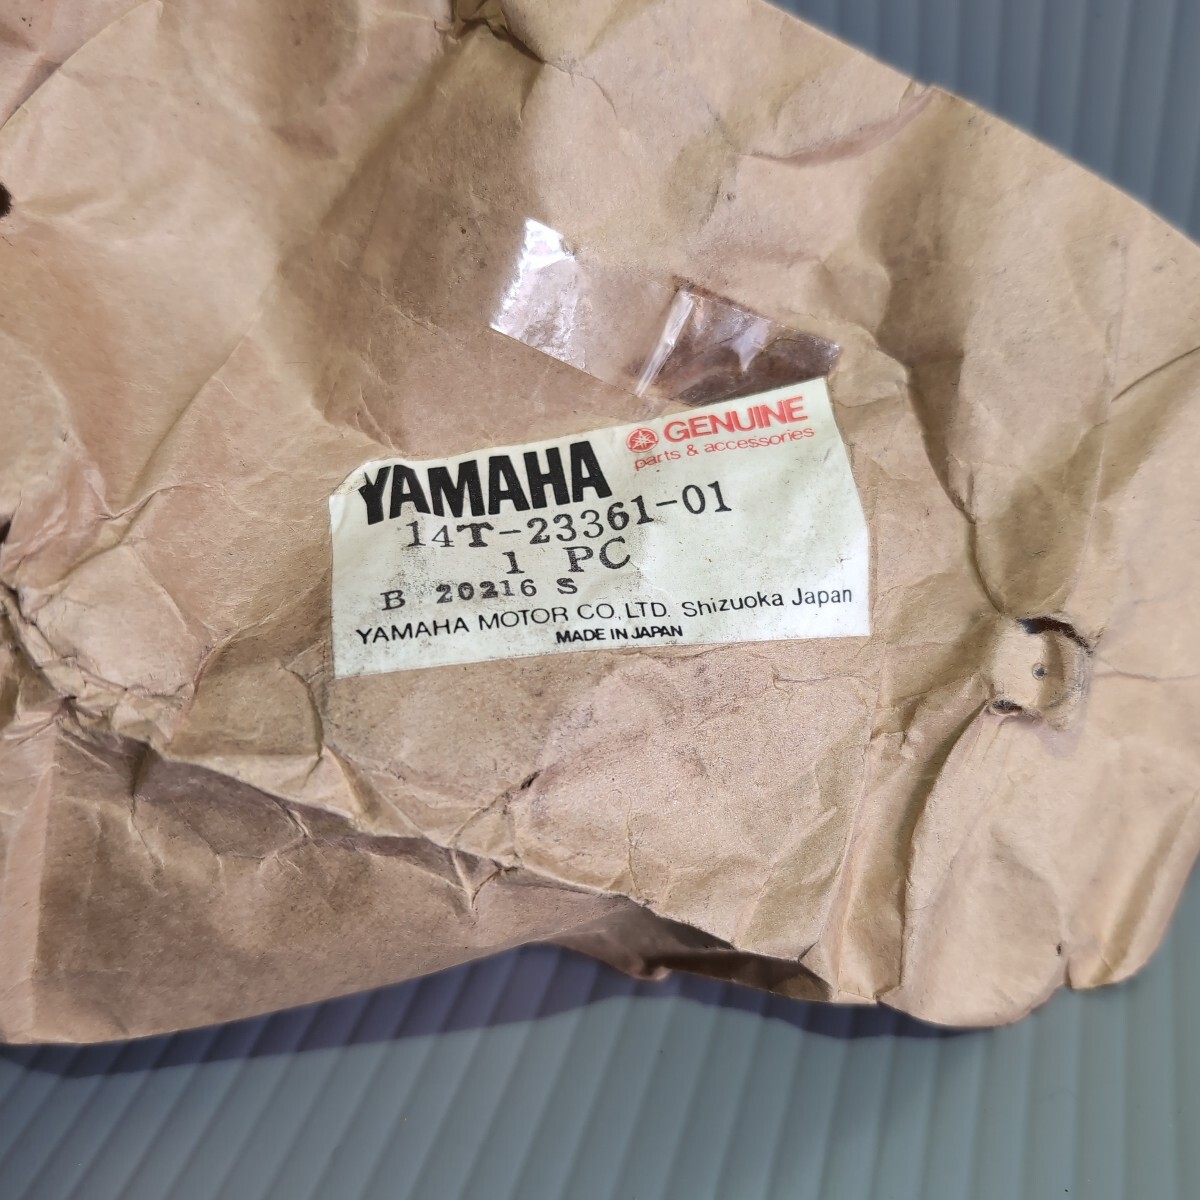 YAMAHA GENUINE
parts & accessories
14T-23361-01
1 PC
B 20216 S
YAMAHA MOTOR CO., LTD. Shizuoka Japan
MADE IN JAPAN